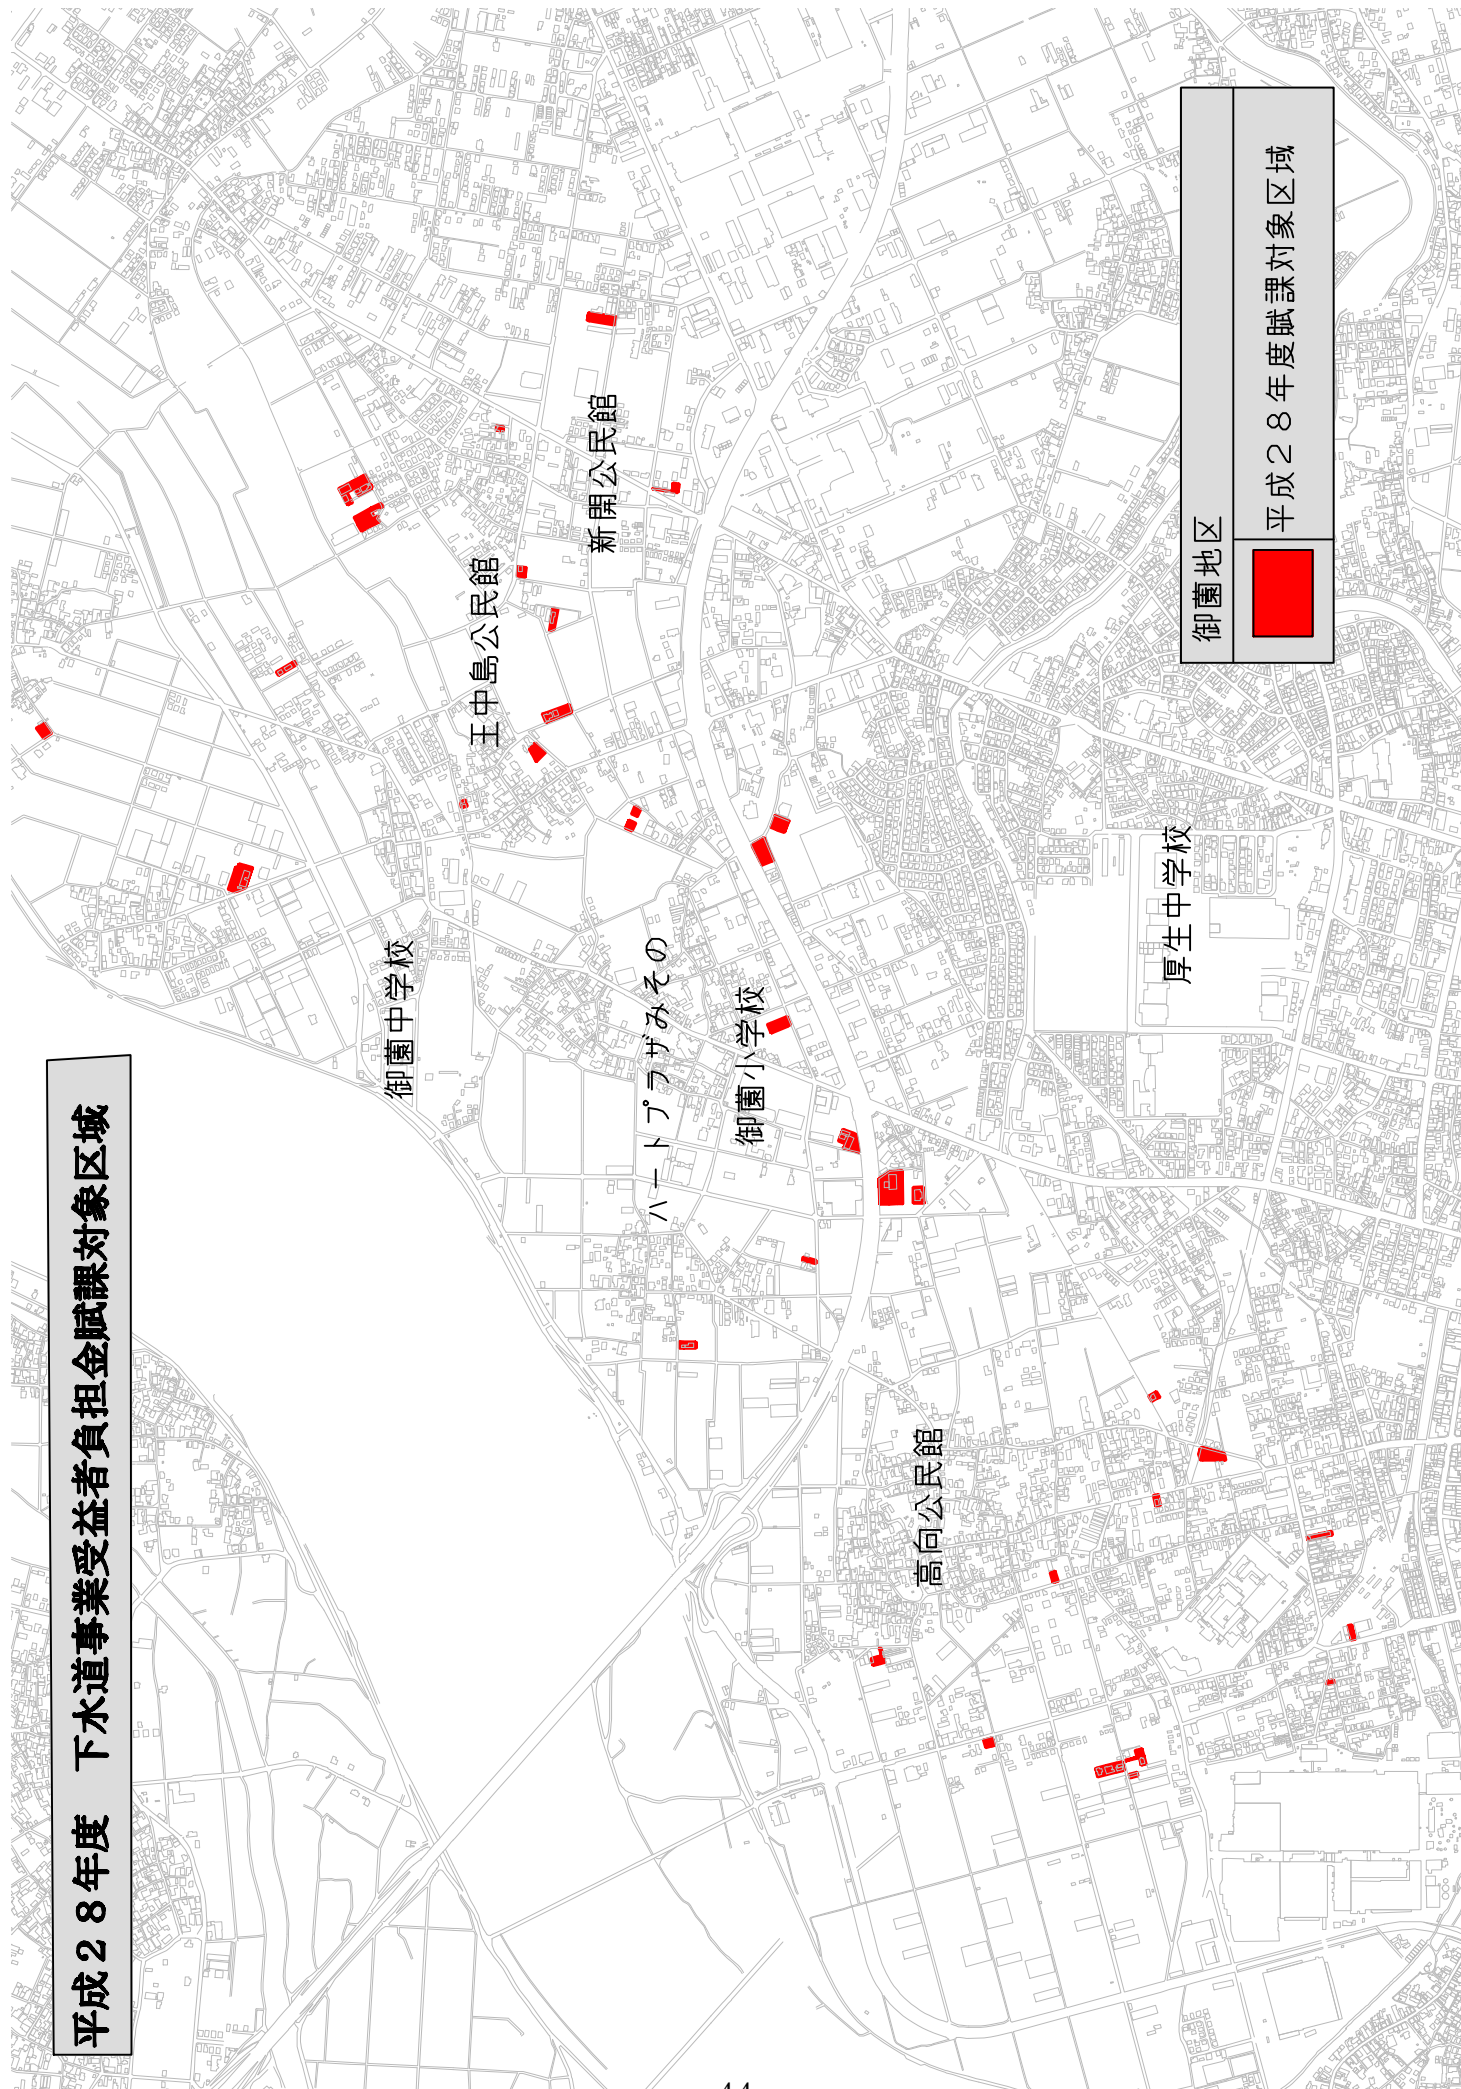 平成２８年度　下水道事業受益者負担金賦課対象区域
御薗地区
平成２８年度賦課対象区域
新開公民館
王中島公民館
御薗中学校
ハートプラザみその
御薗小学校
厚生中学校
高向公民館